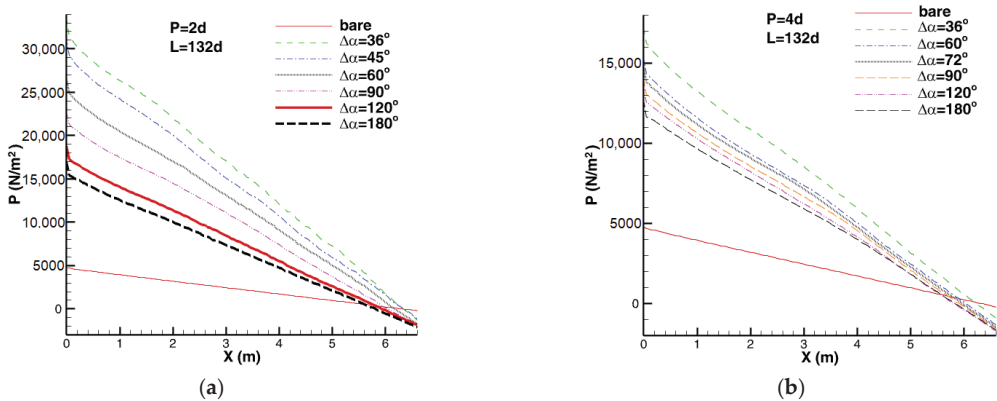 P=2d
L=132d
bare
Δα=36°
Δα=45°
Δα=60°
Δα=90°
Δα=120°
Δα=180°
30,000
25,000
20,000
15,000
10,000
5000
0
P (N/m²)
0 1 2 3 4 5 6
X (m)
(a)
P=4d
L=132d
bare
Δα=36°
Δα=60°
Δα=72°
Δα=90°
Δα=120°
Δα=180°
15,000
10,000
5000
0
P (N/m²)
0 1 2 3 4 5 6
X (m)
(b)